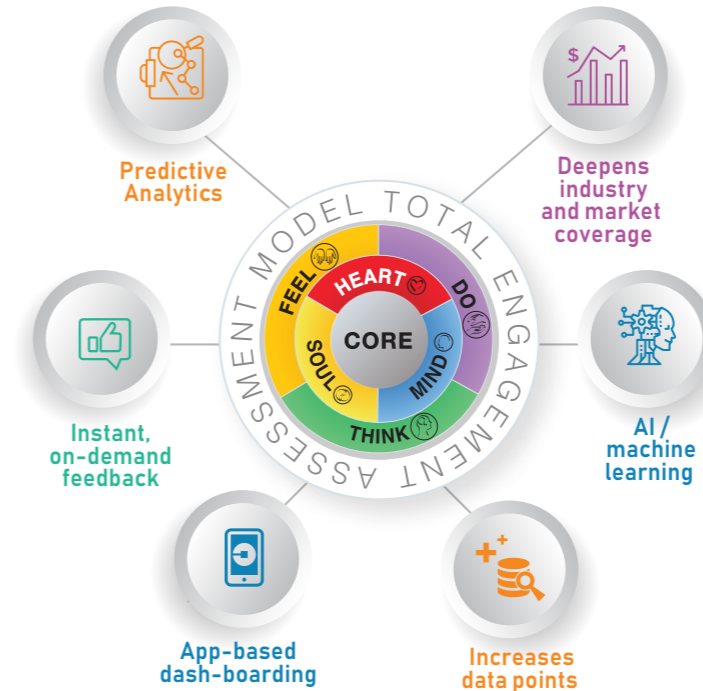 $
Predictive
Analytics
Deepens
industry
and market
coverage
TOTAL ENGAGEMENT ASSESSMENT MODEL
FEEL
HEART
DO
CORE
SOUL
MIND
THINK
Instant,
on-demand
feedback
AI /
machine
learning
App-based
dash-boarding
Increases
data points